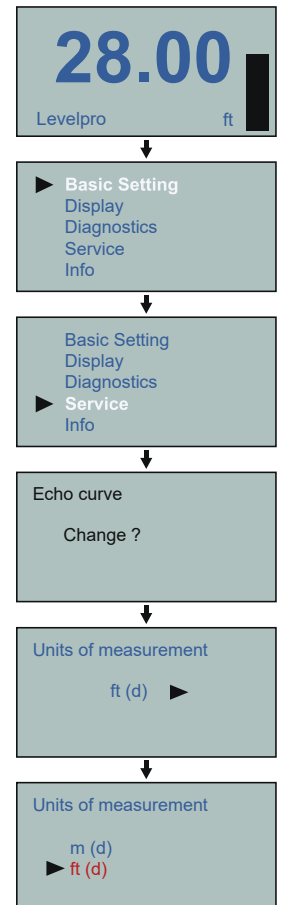 28.00
Levelpro ft
Basic Setting
Display
Diagnostics
Service
Info
Basic Setting
Display
Diagnostics
Service
Info
Echo curve
Change ?
Units of measurement
ft (d)
Units of measurement
m (d)
ft (d)